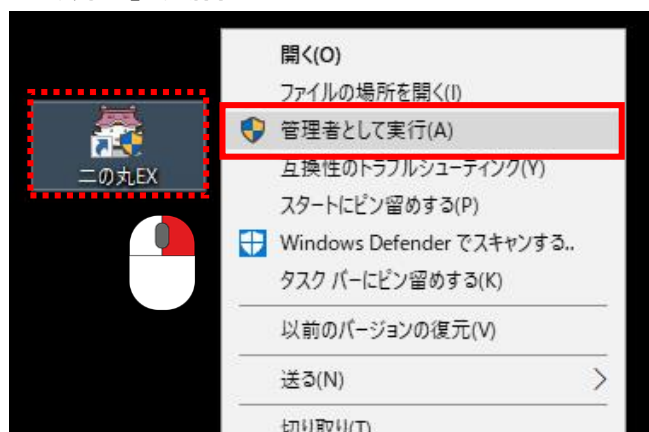 開く(O)
ファイルの場所を開く(I)
管理者として実行(A)
二の丸EX
互換性のトラブルシューティング(Y)
スタートにピン留めする(P)
Windows Defender でスキャンする..
タスク バーにピン留めする(K)
以前のバージョンの復元(V)
送る(N)
切り取り(T)